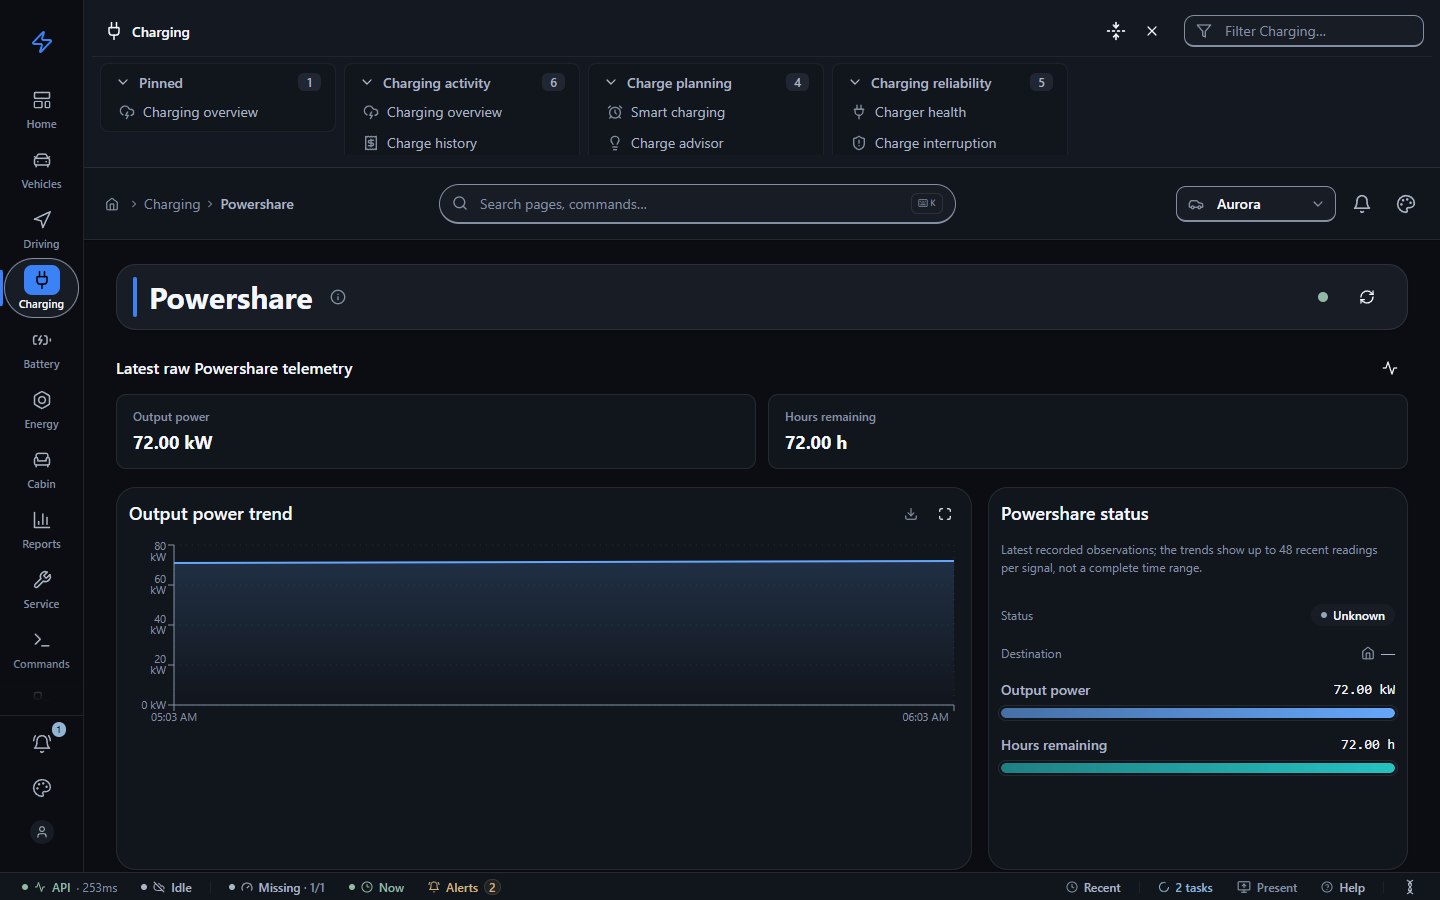 Charging
Filter Charging...
Pinned 1
Charging overview
Charging activity 6
Charging overview
Charge history
Charge planning 4
Smart charging
Charge advisor
Charging reliability 5
Charger health
Charge interruption
Home
Vehicles
Driving
Charging
Battery
Energy
Cabin
Reports
Service
Commands
1
Charging > Powershare
Search pages, commands...
K
Aurora
Powershare
Latest raw Powershare telemetry
Output power
72.00 kW
Hours remaining
72.00 h
Output power trend
80 kW
60 kW
40 kW
20 kW
0 kW
05:03 AM
06:03 AM
Powershare status
Latest recorded observations; the trends show up to 48 recent readings
per signal, not a complete time range.
Status Unknown
Destination —
Output power 72.00 kW
Hours remaining 72.00 h
API · 253ms
Idle
Missing · 1/1
Now
Alerts 2
Recent
2 tasks
Present
Help